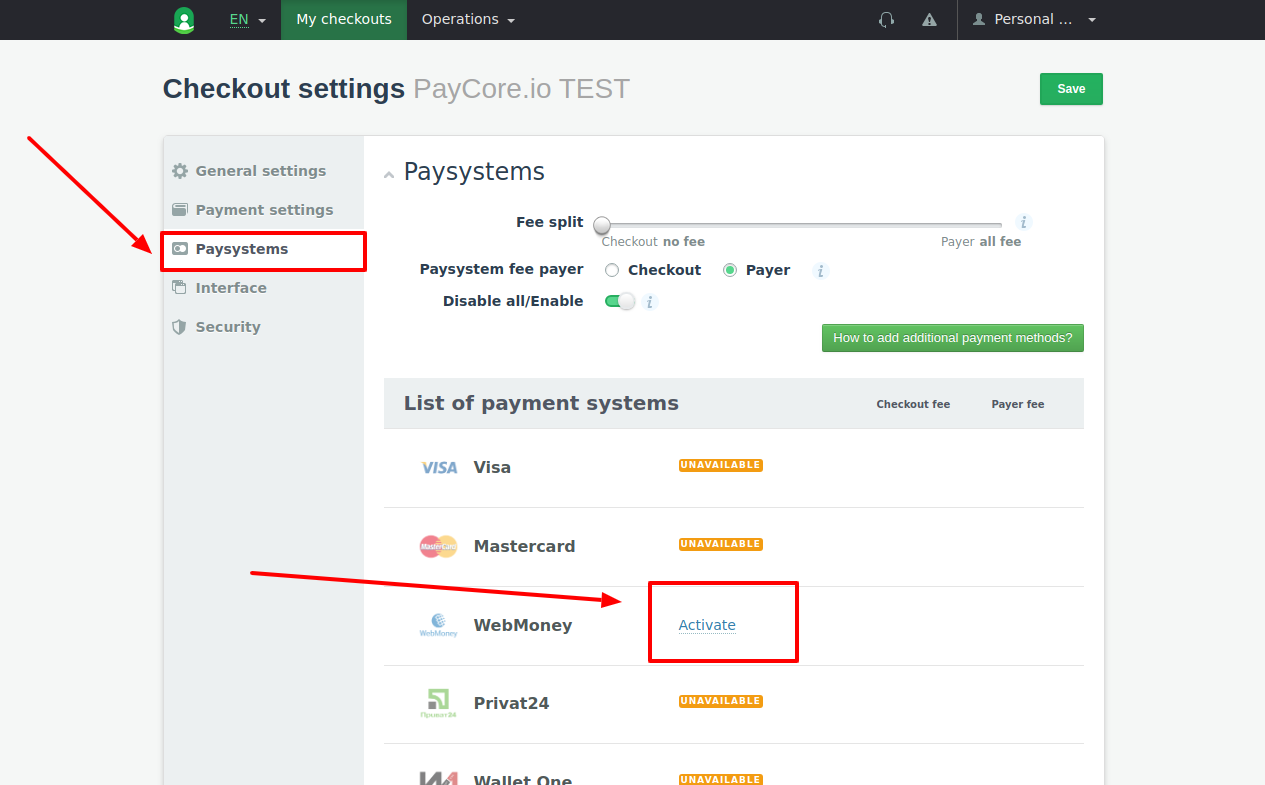 EN
My checkouts
Operations
Personal ...
Checkout settings PayCore.io TEST
Save
General settings
Payment settings
Paysystems
Interface
Security
Paysystems
Fee split
Checkout no fee
Payer all fee
Paysystem fee payer
Checkout
Payer
Disable all/Enable
How to add additional payment methods?
List of payment systems
Checkout fee
Payer fee
VISA
Visa
UNAVAILABLE
MasterCard
Mastercard
UNAVAILABLE
WebMoney
WebMoney
Activate
Приват24
Privat24
UNAVAILABLE
Wallet One
UNAVAILABLE